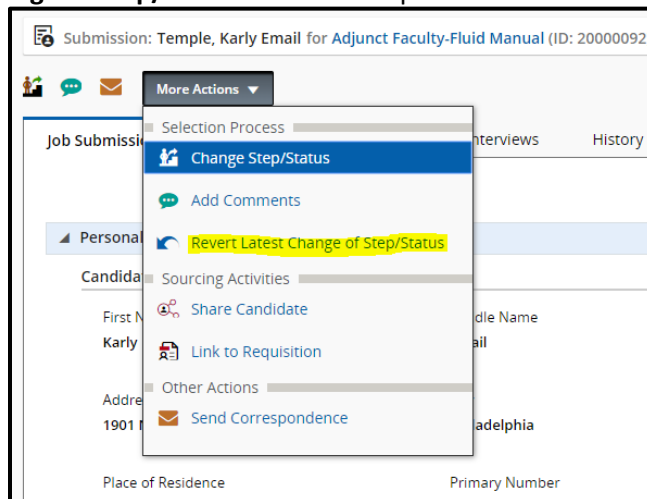 Submission: Temple, Karly Email for Adjunct Faculty-Fluid Manual (ID: 20000092
More Actions
Job Submissi
Interviews
History
Selection Process
Change Step/Status
Add Comments
Revert Latest Change of Step/Status
Personal
Candida
Sourcing Activities
Share Candidate
Link to Requisition
Other Actions
Send Correspondence
First N
dle Name
Karly
ail
Addre
1901
adelphia
Place of Residence
Primary Number